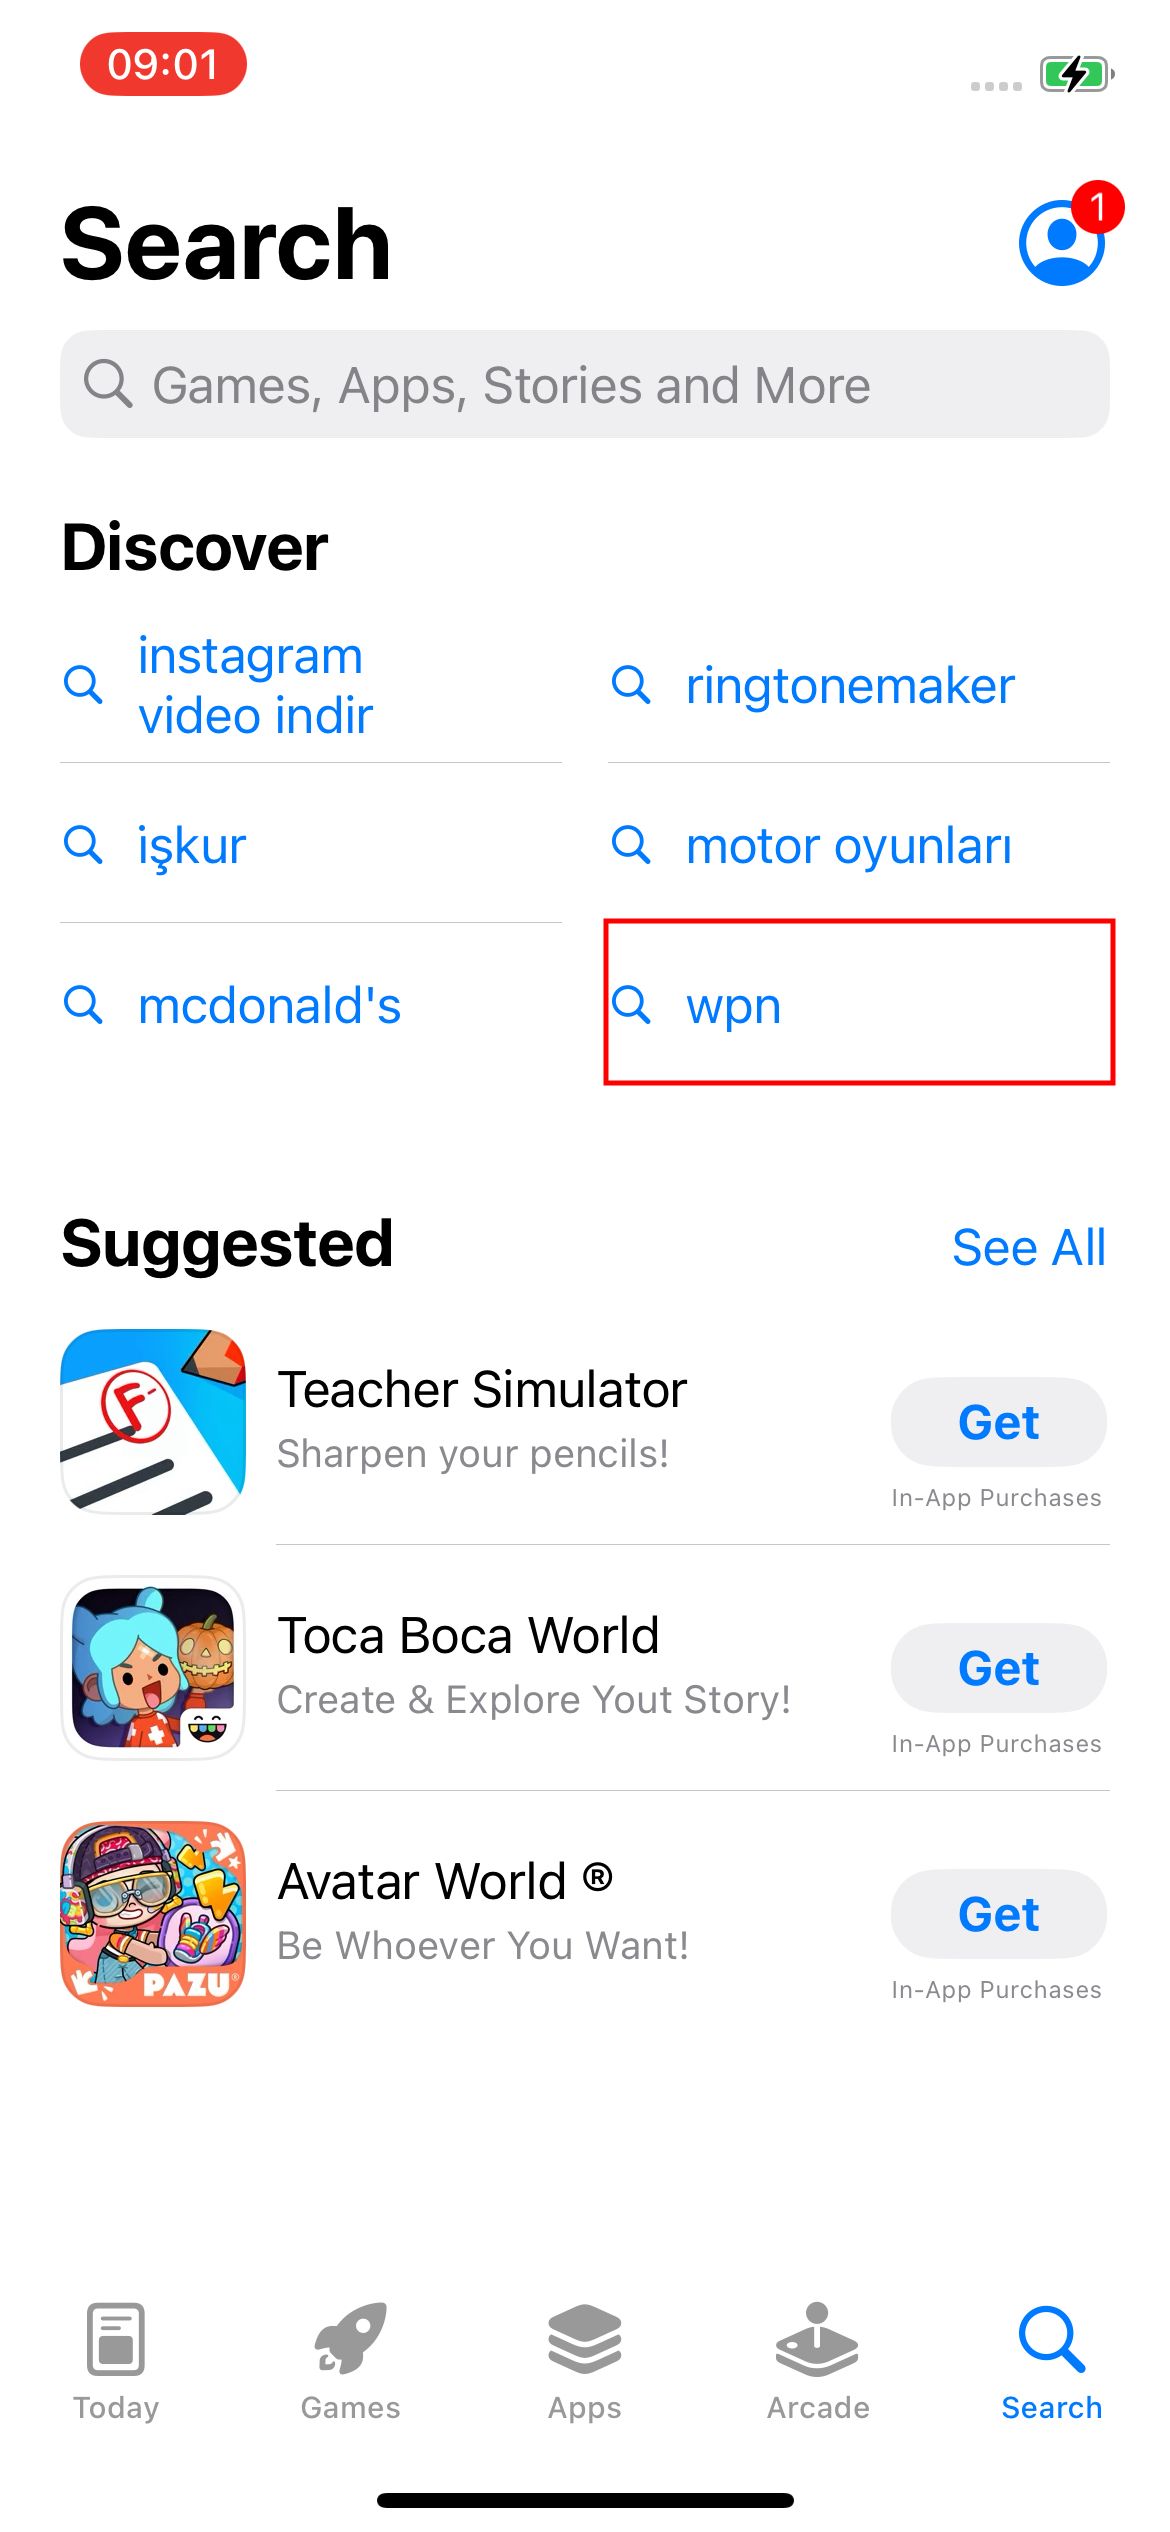 09:01
Search
1
Games, Apps, Stories and More
Discover
instagram
video indir
ringtonemaker
işkur
motor oyunları
mcdonald's
wpn
Suggested
See All
F-
Teacher Simulator
Sharpen your pencils!
Get
In-App Purchases
Toca Boca World
Create & Explore Yout Story!
Get
In-App Purchases
PAZU®
Avatar World ®
Be Whoever You Want!
Get
In-App Purchases
Today
Games
Apps
Arcade
Search